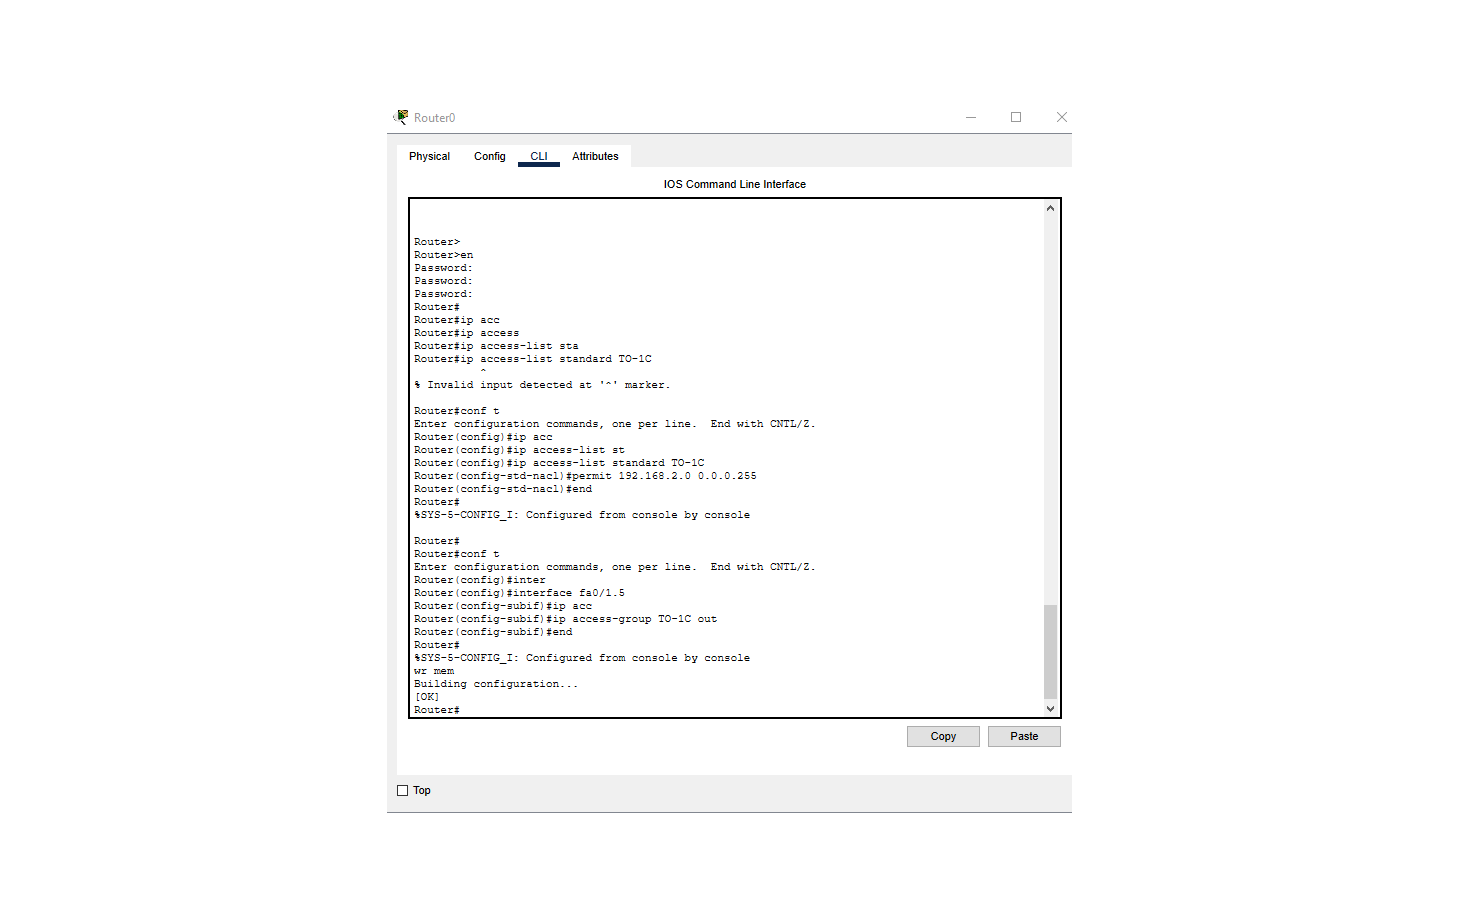 Router0
Physical Config CLI Attributes
IOS Command Line Interface
Router>
Router>en
Password:
Password:
Password:
Router#
Router#ip acc
Router#ip access
Router#ip access-list sta
Router#ip access-list standard TO-1C
^
% Invalid input detected at '^' marker.
Router#conf t
Enter configuration commands, one per line.  End with CNTL/Z.
Router(config)#ip acc
Router(config)#ip access-list st
Router(config)#ip access-list standard TO-1C
Router(config-std-nacl)#permit 192.168.2.0 0.0.0.255
Router(config-std-nacl)#end
Router#
%SYS-5-CONFIG_I: Configured from console by console
Router#
Router#conf t
Enter configuration commands, one per line.  End with CNTL/Z.
Router(config)#inter
Router(config)#interface fa0/1.5
Router(config-subif)#ip acc
Router(config-subif)#ip access-group TO-1C out
Router(config-subif)#end
Router#
%SYS-5-CONFIG_I: Configured from console by console
wr mem
Building configuration...
[OK]
Router#
Copy Paste
Top